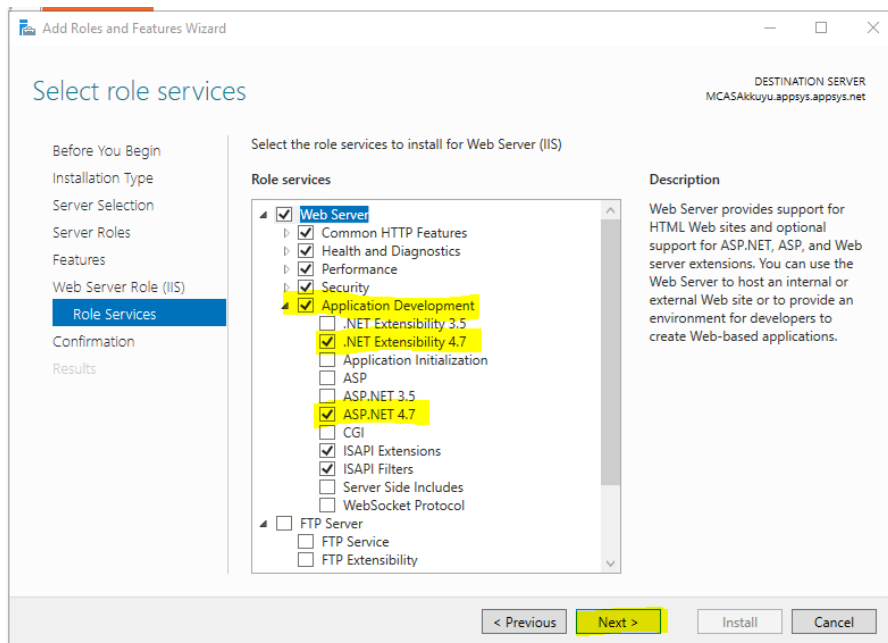 Add Roles and Features Wizard
Select role services
DESTINATION SERVER
MCASAkkuyu.appsys.appsys.net
Before You Begin
Installation Type
Server Selection
Server Roles
Features
Web Server Role (IIS)
Role Services
Confirmation
Results
Select the role services to install for Web Server (IIS)
Role services
Web Server
Common HTTP Features
Health and Diagnostics
Performance
Security
Application Development
.NET Extensibility 3.5
.NET Extensibility 4.7
Application Initialization
ASP
ASP.NET 3.5
ASP.NET 4.7
CGI
ISAPI Extensions
ISAPI Filters
Server Side Includes
WebSocket Protocol
FTP Server
FTP Service
FTP Extensibility
Description
Web Server provides support for
HTML Web sites and optional
support for ASP.NET, ASP, and Web
server extensions. You can use the
Web Server to host an internal or
external Web site or to provide an
environment for developers to
create Web-based applications.
< Previous
Next >
Install
Cancel